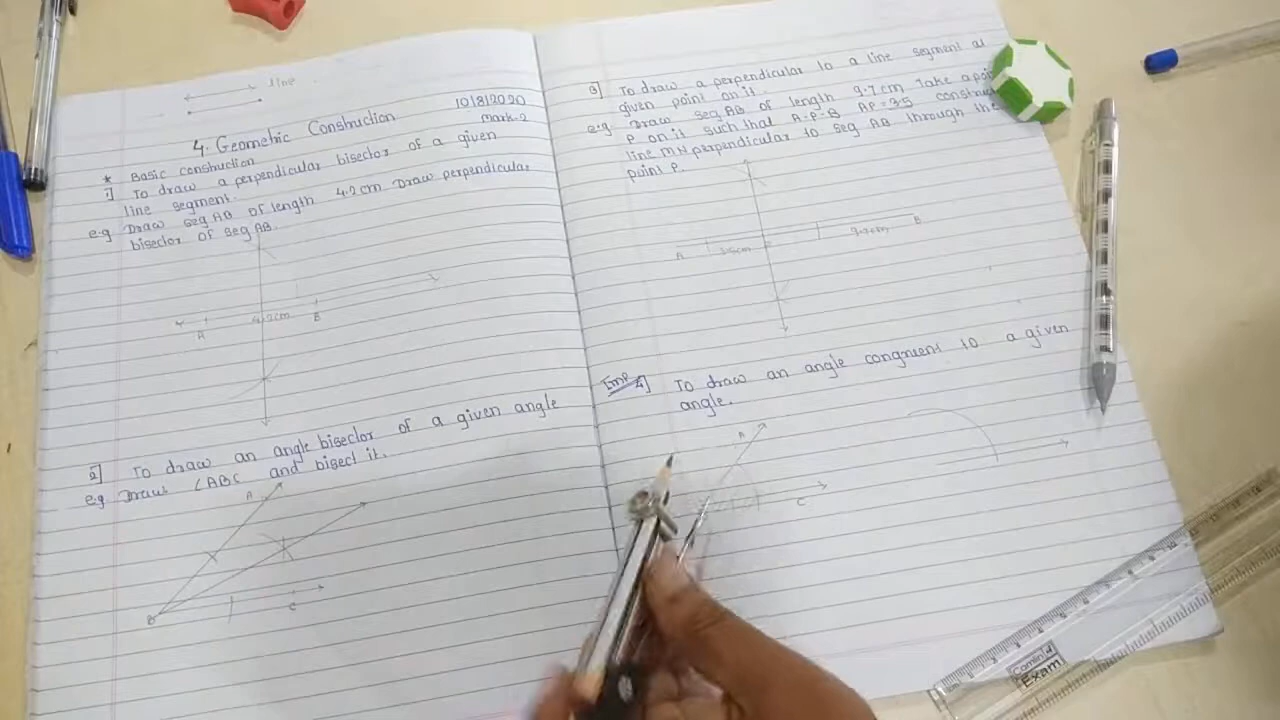 line
10/8/2020
4. Geometric Construction
Mark-2
* Basic construction
1] To draw a perpendicular bisector of a given
line segment.
e.g Draw seg AB of length 4.2cm Draw perpendicular
bisector of seg AB.
A 4.2cm B
2] To draw an angle bisector of a given angle
e.g Draw ∠ABC and bisect it.
A
B
C
3] To draw a perpendicular to a line segment at
given point on it.
e.g. Draw seg AB of length 9.7cm Take a
P on it such that A-P-B AP=3.5
line MN perpendicular to seg AB through the
point P.
A 3.5cm B
Imp 4] To draw an angle congruent to a given
angle.
A
C
Exam